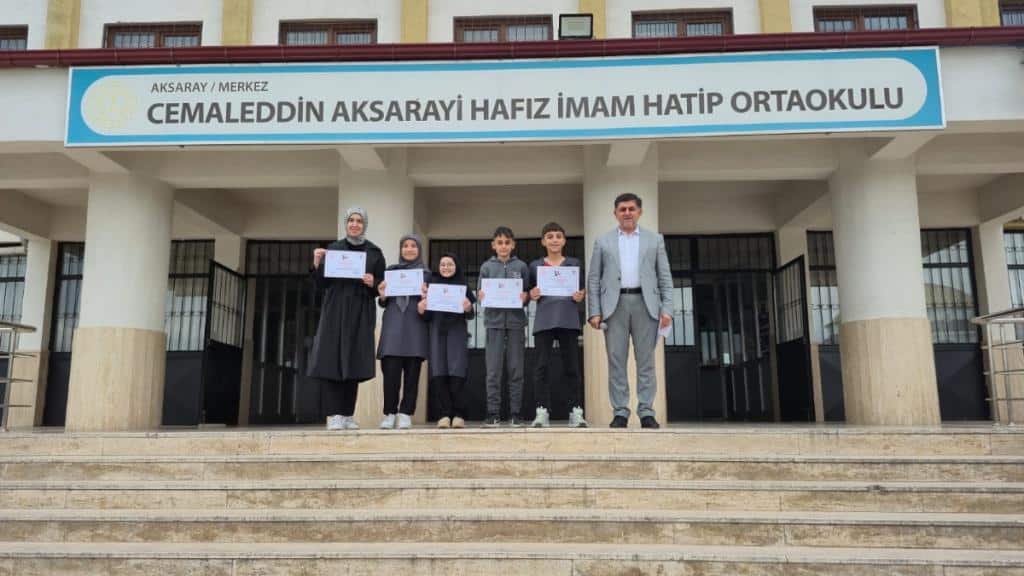 AKSARAY / MERKEZ
CEMALEDDİN AKSARAYİ HAFIZ İMAM HATİP ORTAOKULU